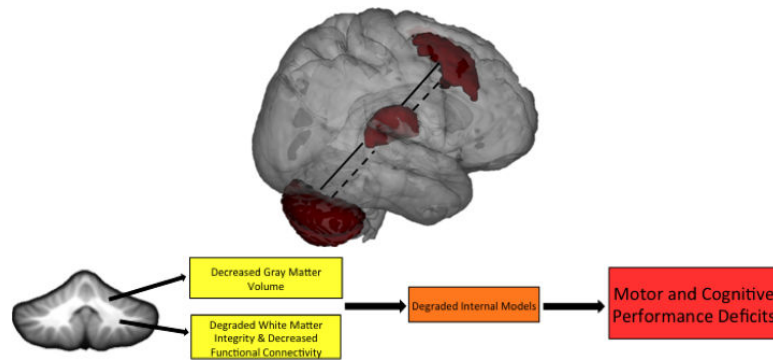 Decreased Gray Matter
Volume
Degraded White Matter
Integrity & Decreased
Functional Connectivity
Degraded Internal Models
Motor and Cognitive
Performance Deficits